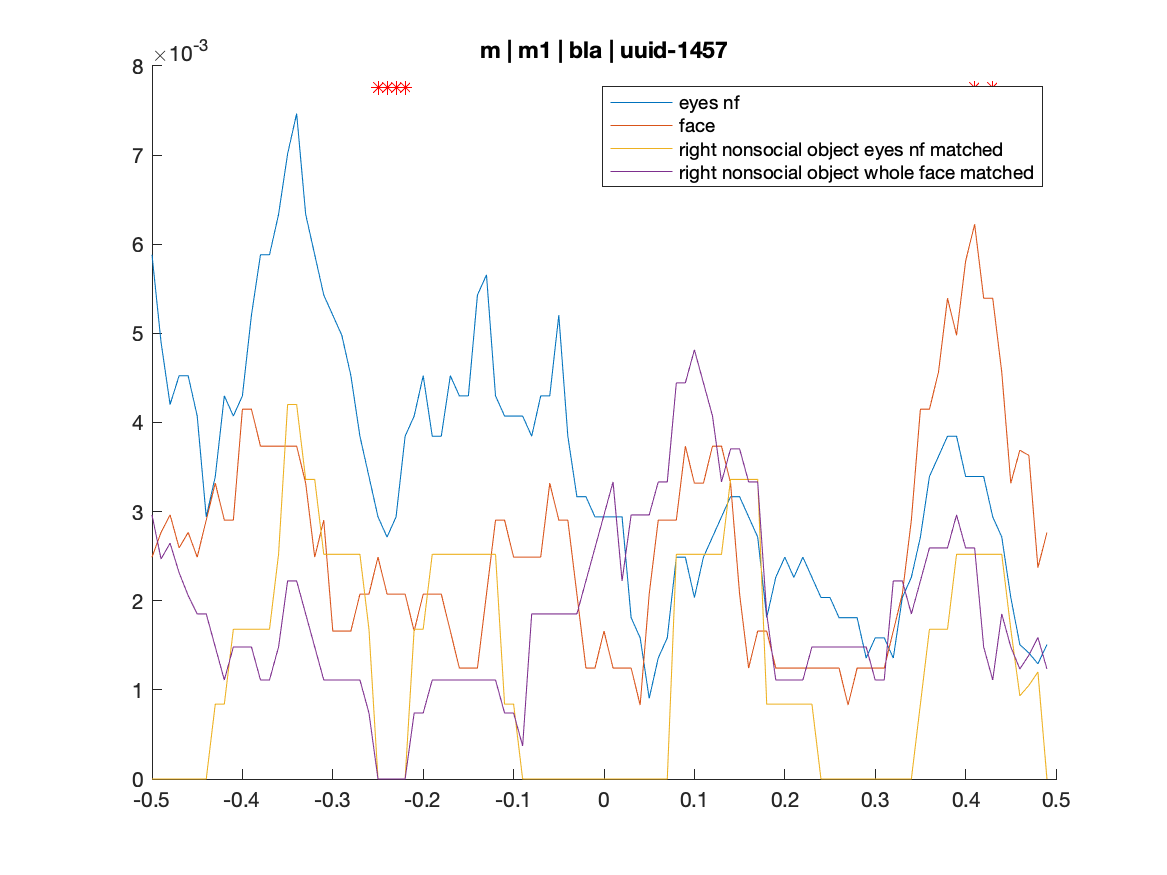 m | m1 | bla | uuid-1457
×10-3
eyes nf
face
right nonsocial object eyes nf matched
right nonsocial object whole face matched
8
7
6
5
4
3
2
1
0
-0.5 -0.4 -0.3 -0.2 -0.1 0 0.1 0.2 0.3 0.4 0.5